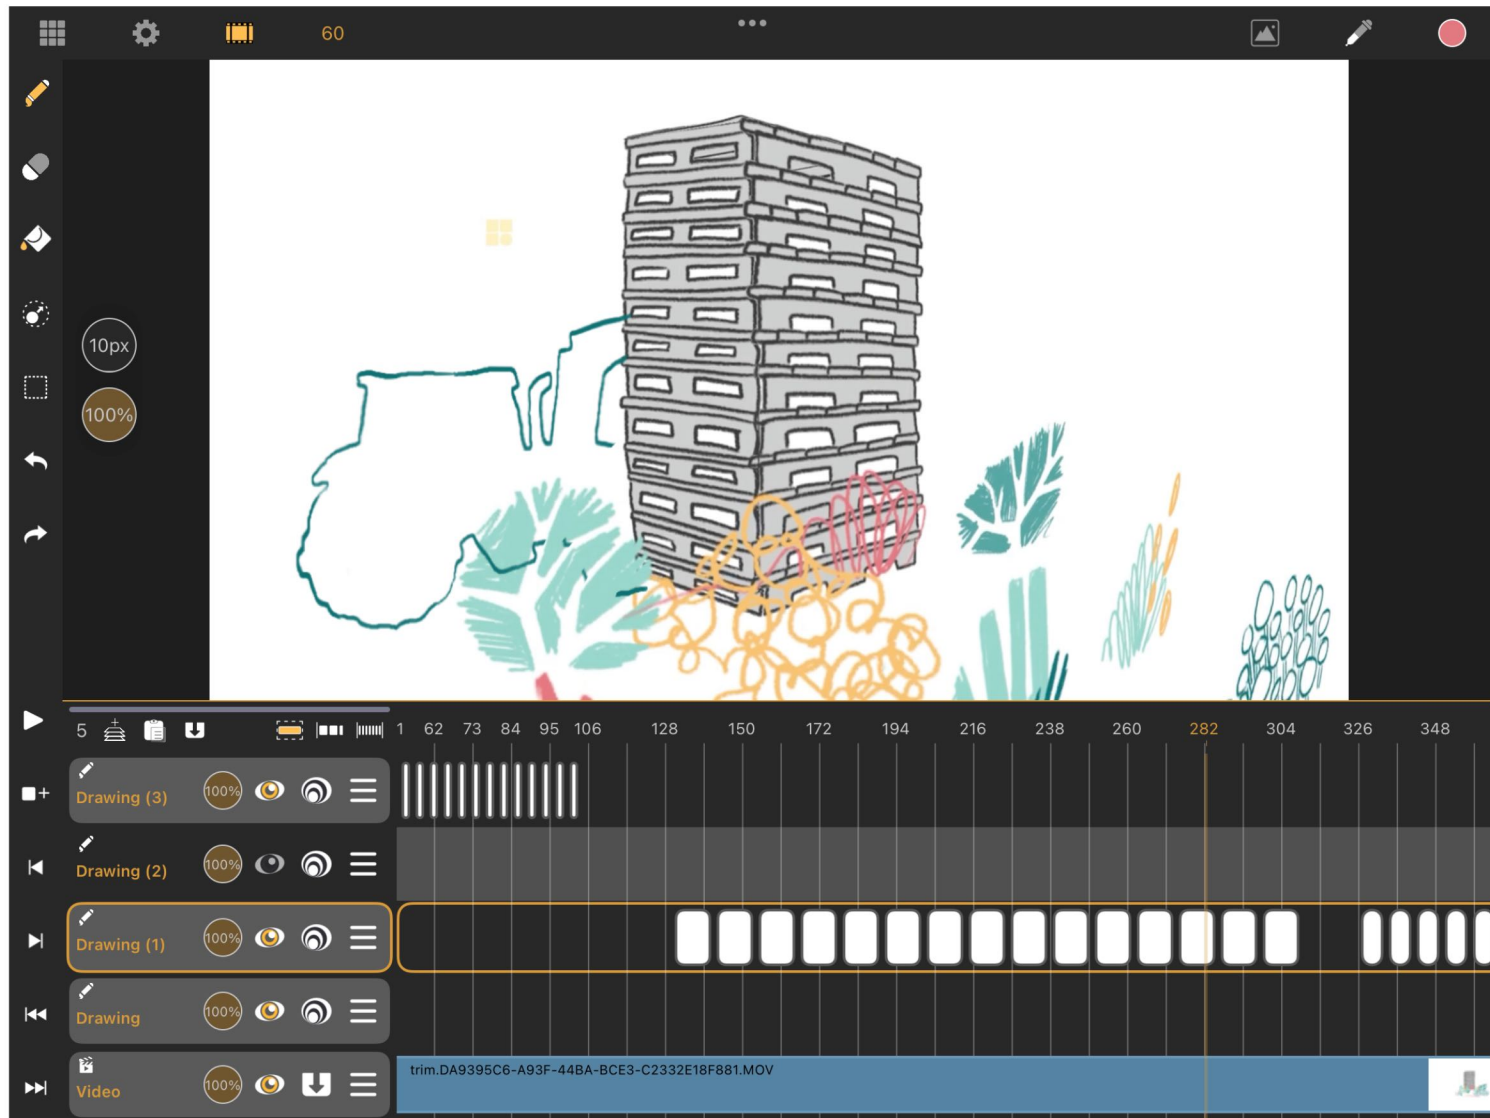 60
10px
100%
5 1 62 73 84 95 106 128 150 172 194 216 238 260 282 304 326 348
100%
Drawing (3)
100%
Drawing (2)
100%
Drawing (1)
100%
Drawing
100%
Video
trim.DA9395C6-A93F-44BA-BCE3-C2332E18F881.MOV